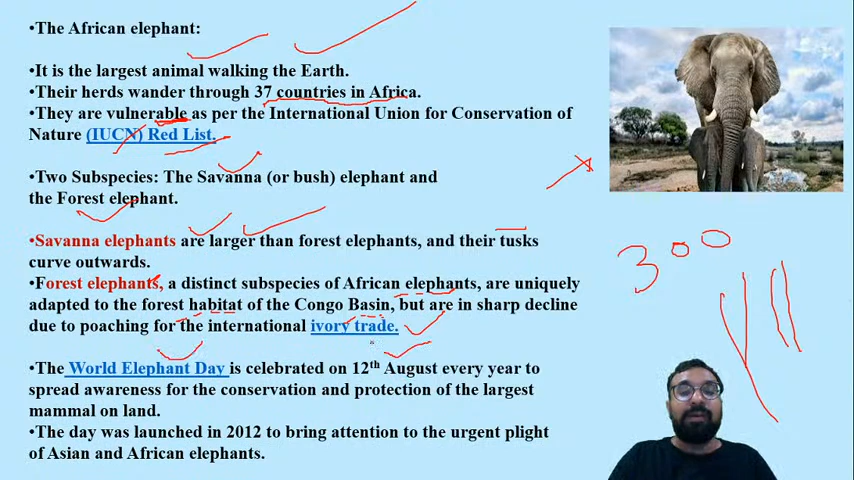 •The African elephant:
•It is the largest animal walking the Earth.
•Their herds wander through 37 countries in Africa.
•They are vulnerable as per the International Union for Conservation of
Nature (IUCN) Red List.
•Two Subspecies: The Savanna (or bush) elephant and
the Forest elephant.
•Savanna elephants are larger than forest elephants, and their tusks
curve outwards.
•Forest elephants, a distinct subspecies of African elephants, are uniquely
adapted to the forest habitat of the Congo Basin, but are in sharp decline
due to poaching for the international ivory trade.
•The World Elephant Day is celebrated on 12th August every year to
spread awareness for the conservation and protection of the largest
mammal on land.
•The day was launched in 2012 to bring attention to the urgent plight
of Asian and African elephants.
300